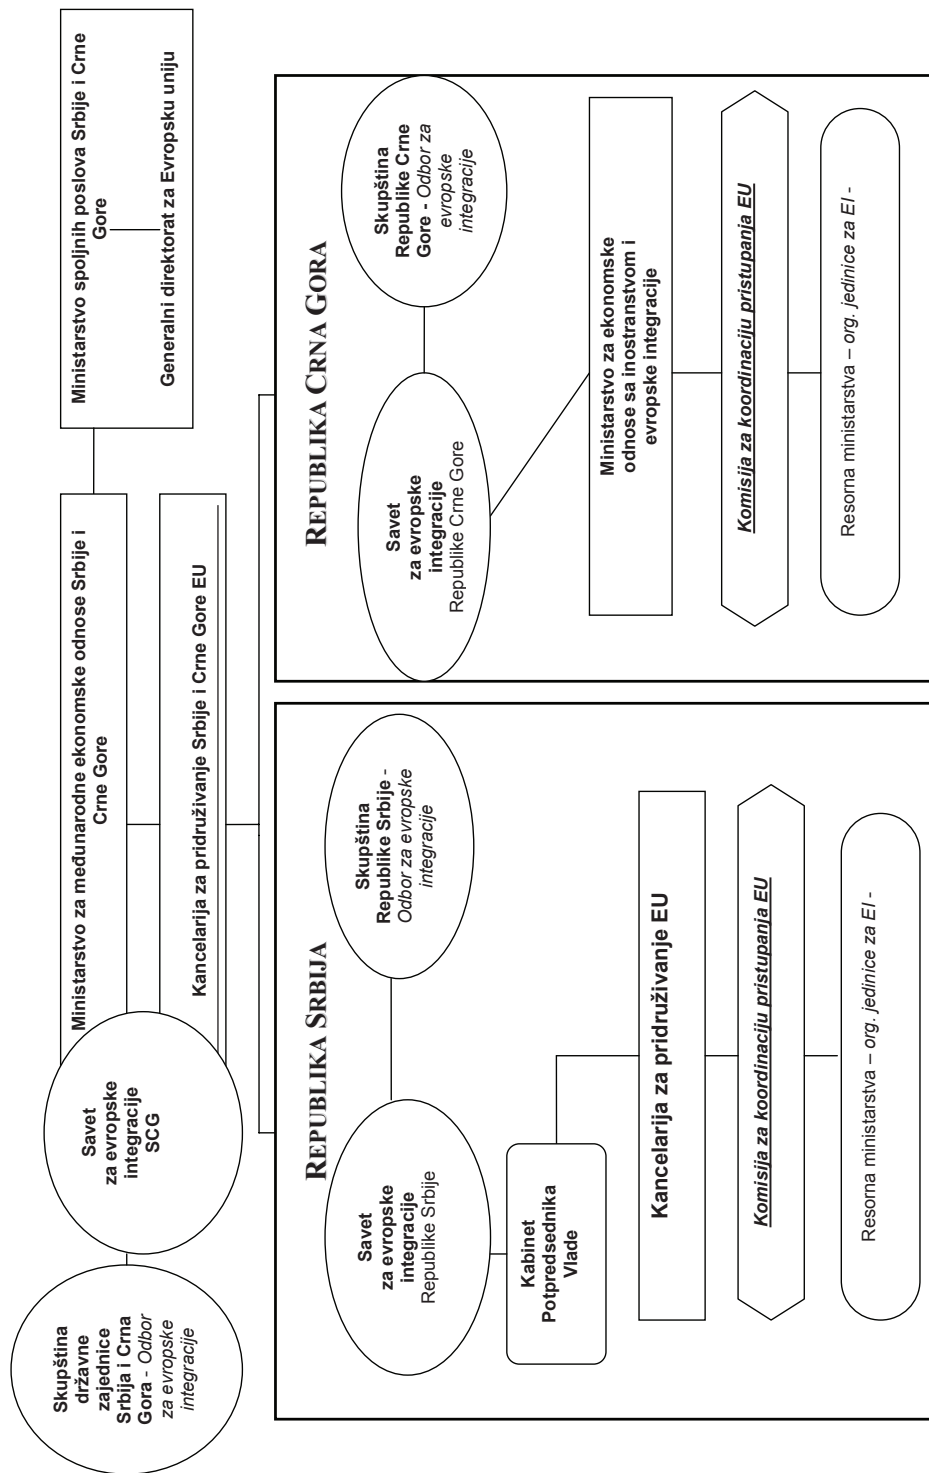 Skupština
državne
zajednice
Srbija i Crna
Gora - Odbor
za evropske
integracije
Savet
za evropske
integracije
SCG
Ministarstvo za međunarodne ekonomske odnose Srbije i
Crne Gore
Kancelarija za pridruživanje Srbije i Crne Gore EU
Ministarstvo spoljnih poslova Srbije i Crne
Gore
Generalni direktorat za Evropsku uniju
REPUBLIKA SRBIJA
Savet
za evropske
integracije
Republike Srbije
Skupština
Republike Srbije -
Odbor za evropske
integracije
Kabinet
Potpredsednika
Vlade
Kancelarija za pridruživanje EU
Komisija za koordinaciju pristupanja EU
Resorna ministarstva – org. jedinice za EI -
REPUBLIKA CRNA GORA
Savet
za evropske
integracije
Republike Crne Gore
Skupština
Republike Crne
Gore - Odbor za
evropske
integracije
Ministarstvo za ekonomske
odnose sa inostranstvom i
evropske integracije
Komisija za koordinaciju pristupanja EU
Resorna ministarstva – org. jedinice za EI -